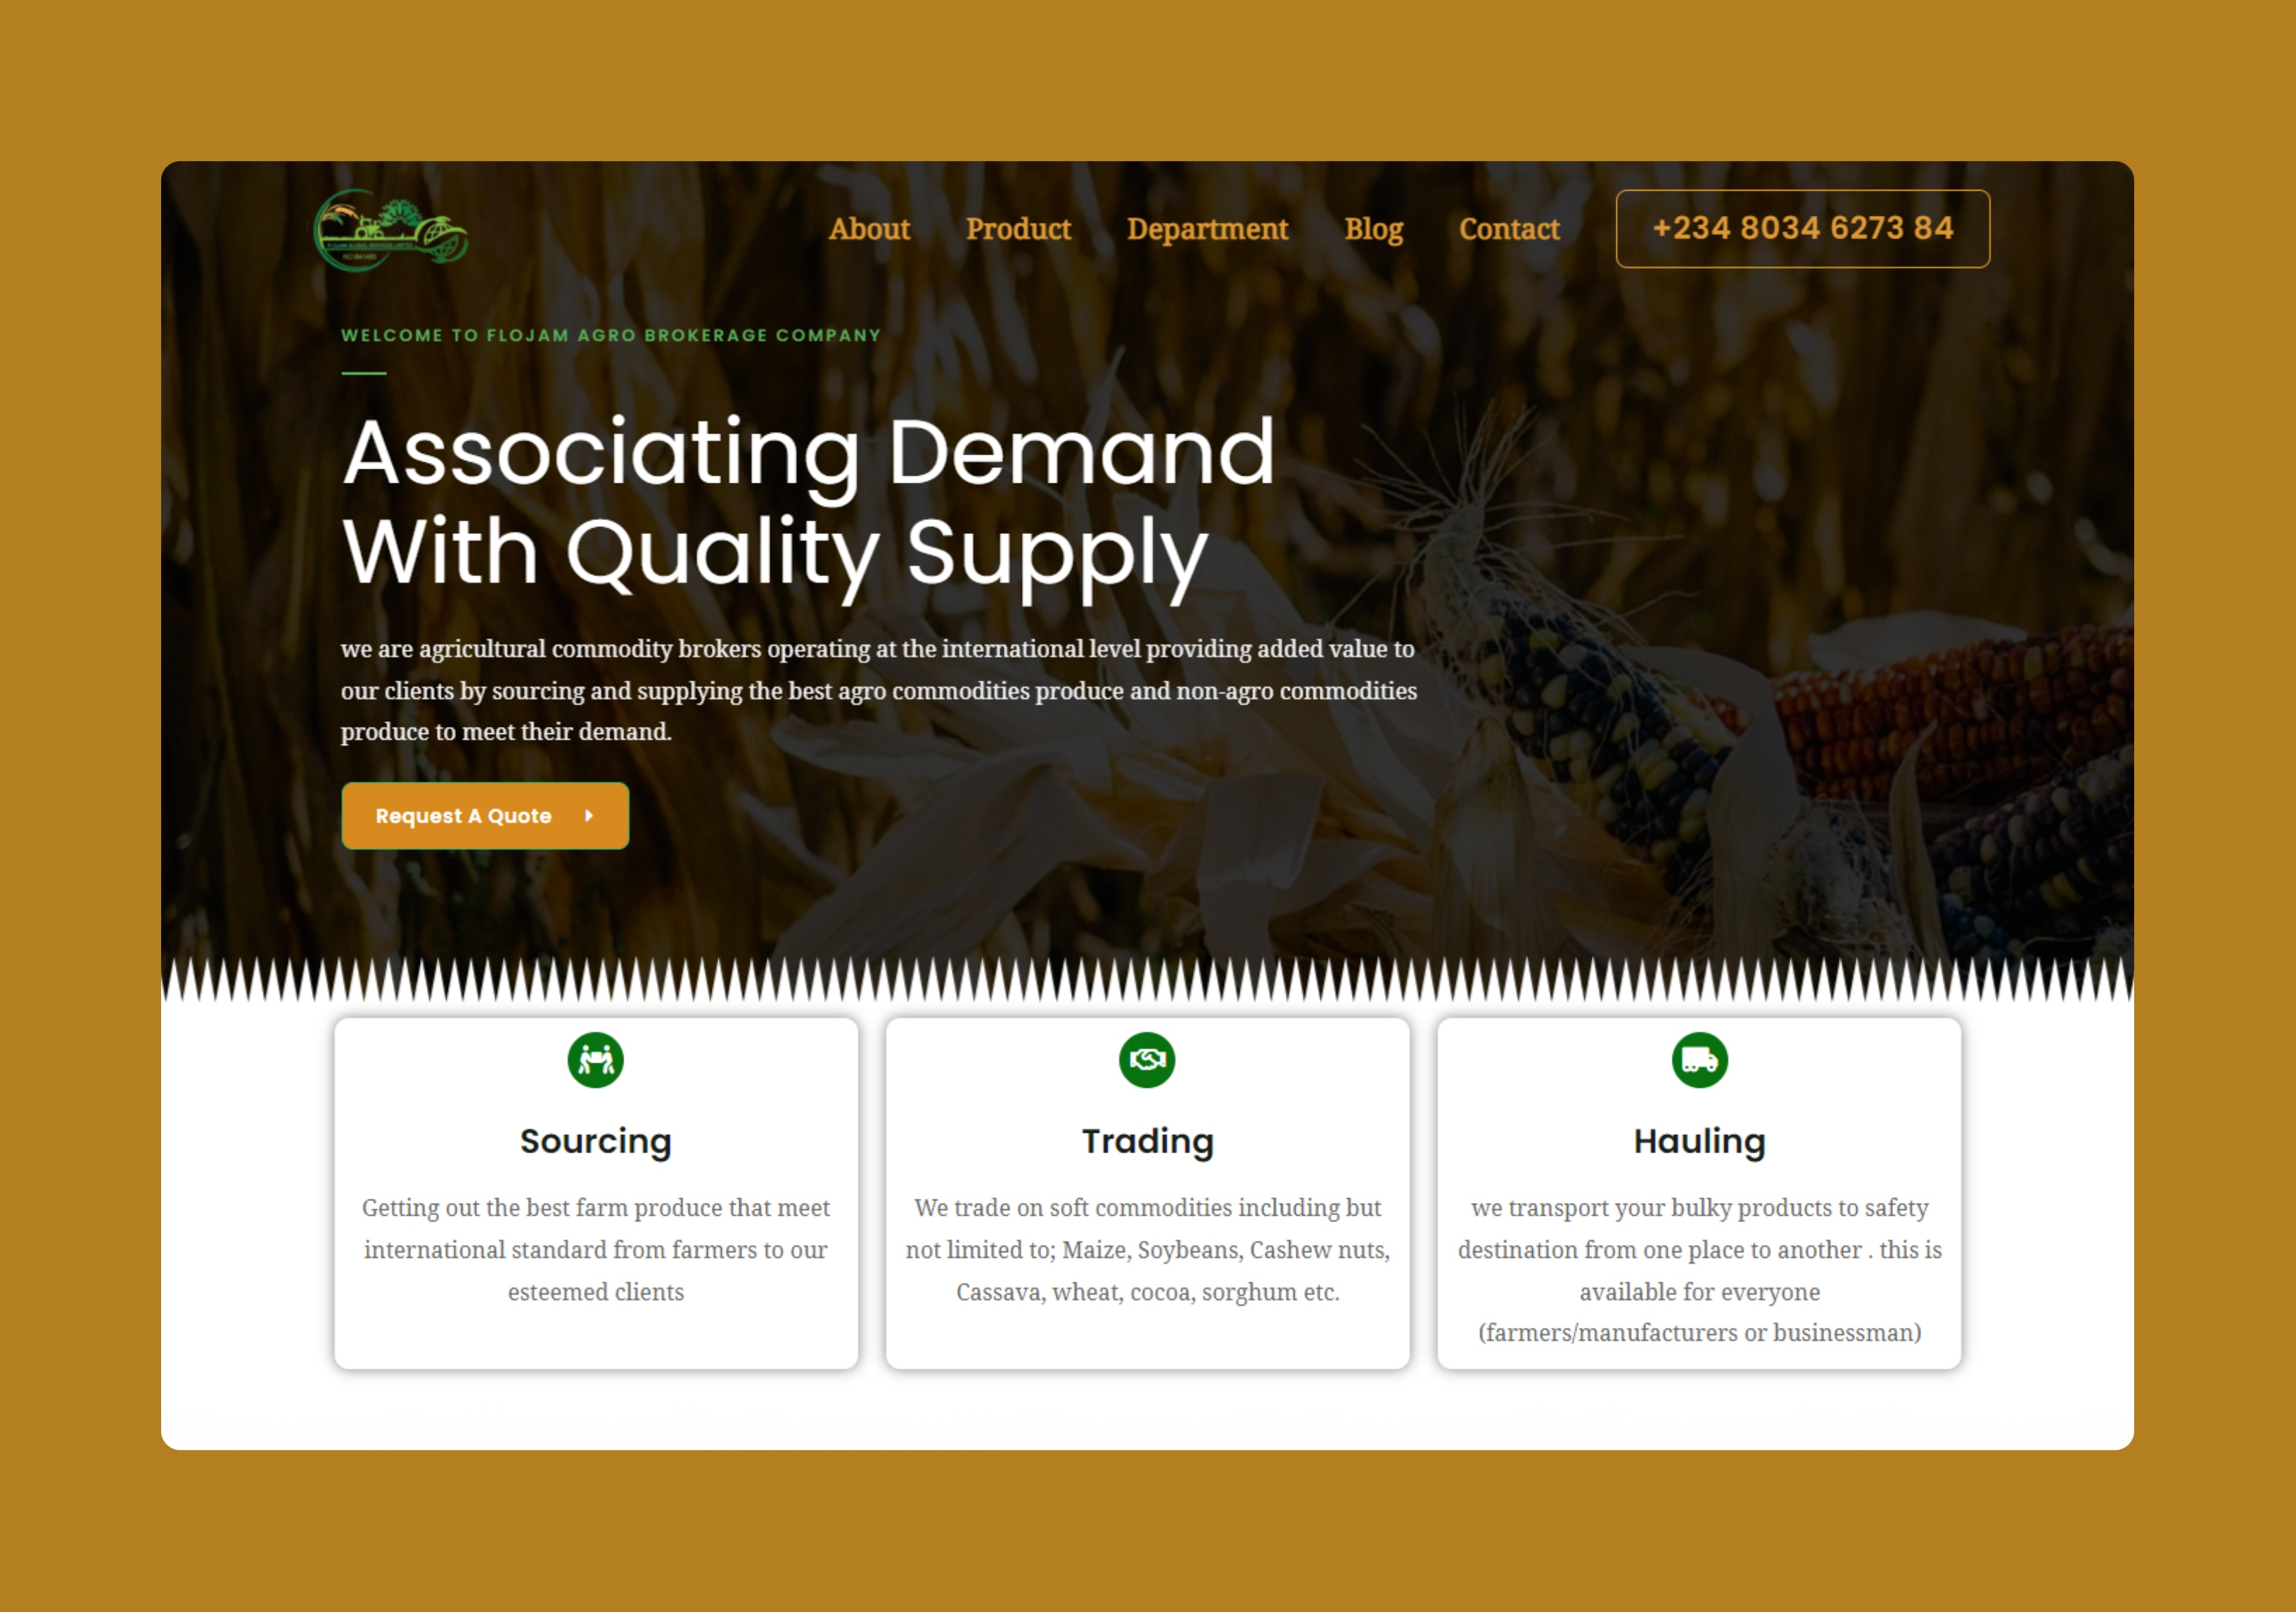 FLOJAM GLOBAL SERVICES LIMITED
About
Product
Department
Blog
Contact
+234 8034 6273 84
WELCOME TO FLOJAM AGRO BROKERAGE COMPANY
Associating Demand
With Quality Supply
we are agricultural commodity brokers operating at the international level providing added value to
our clients by sourcing and supplying the best agro commodities produce and non-agro commodities
produce to meet their demand.
Request A Quote
Sourcing
Getting out the best farm produce that meet
international standard from farmers to our
esteemed clients
Trading
We trade on soft commodities including but
not limited to; Maize, Soybeans, Cashew nuts,
Cassava, wheat, cocoa, sorghum etc.
Hauling
we transport your bulky products to safety
destination from one place to another . this is
available for everyone
(farmers/manufacturers or businessman)